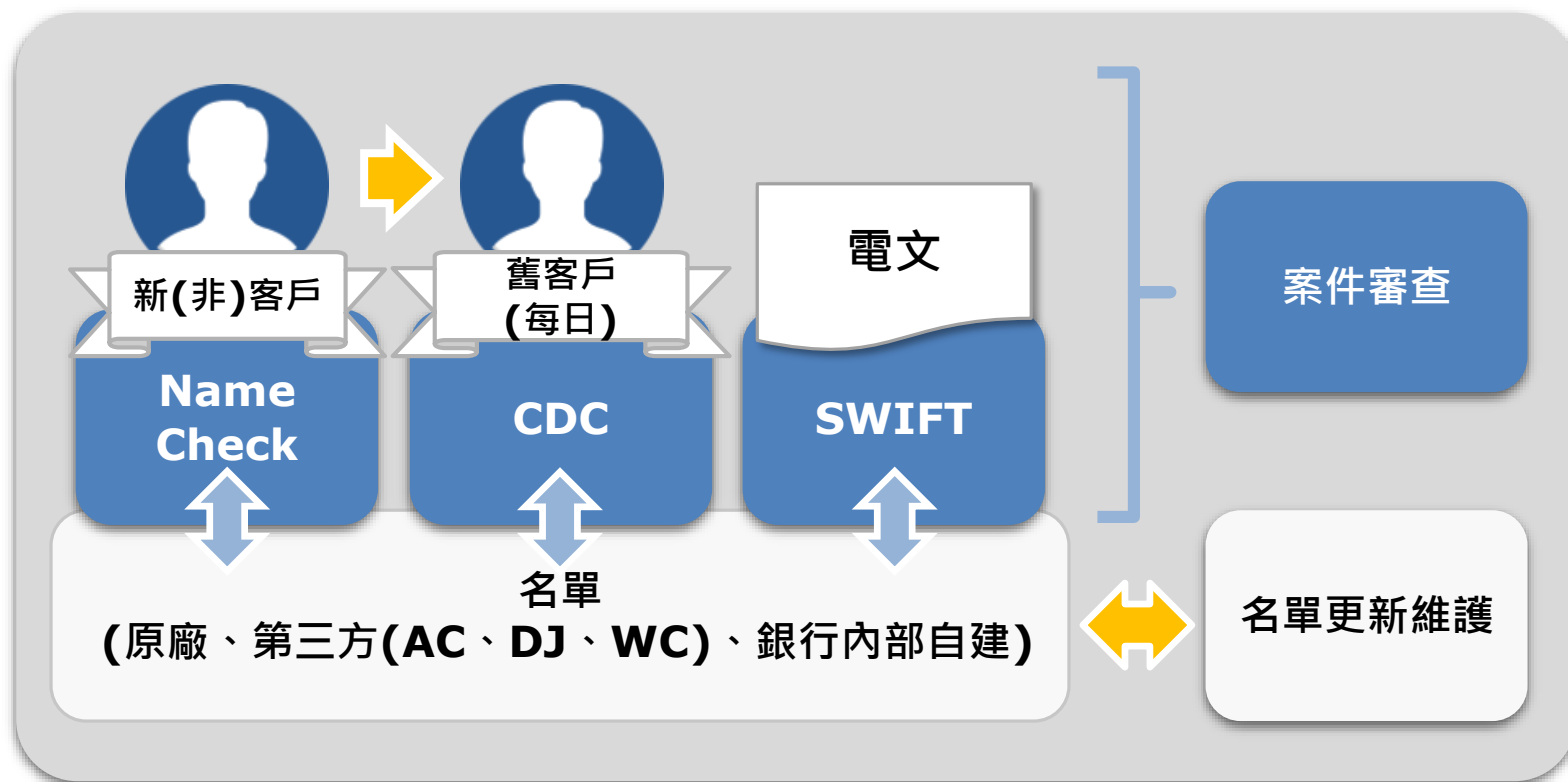 新(非)客戶
Name
Check
舊客戶
(每日)
CDC
電文
SWIFT
案件審查
名單
(原廠、第三方(AC、DJ、WC)、銀行內部自建)
名單更新維護